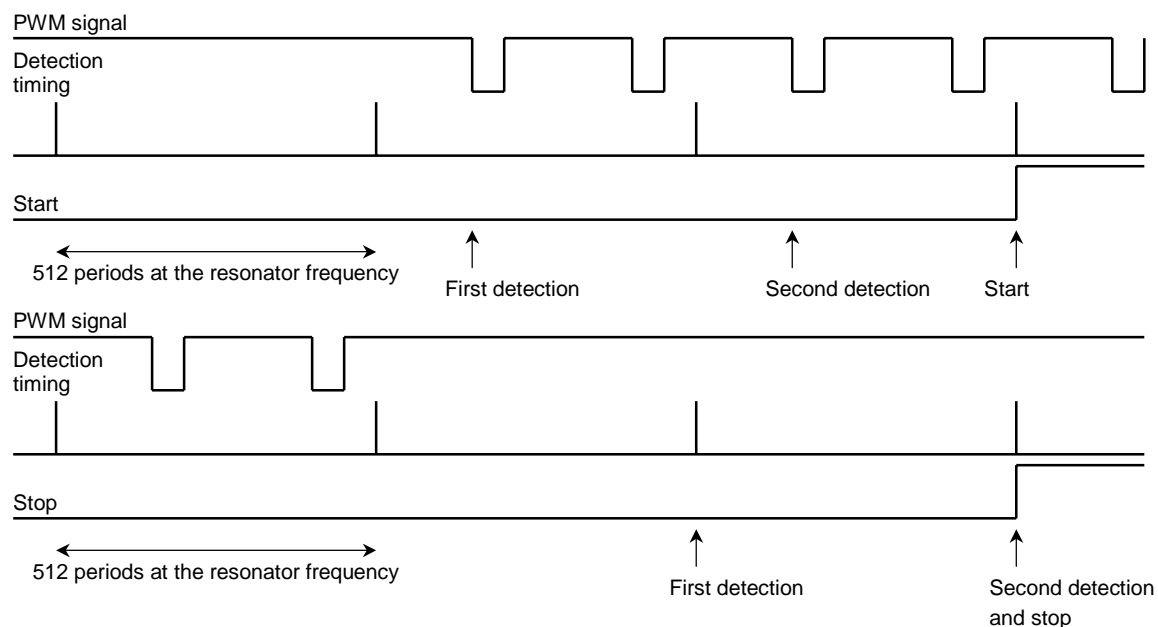 PWM signal
Detection
timing
Start
512 periods at the resonator frequency
First detection
Second detection
Start
PWM signal
Detection
timing
Stop
512 periods at the resonator frequency
First detection
Second detection
and stop